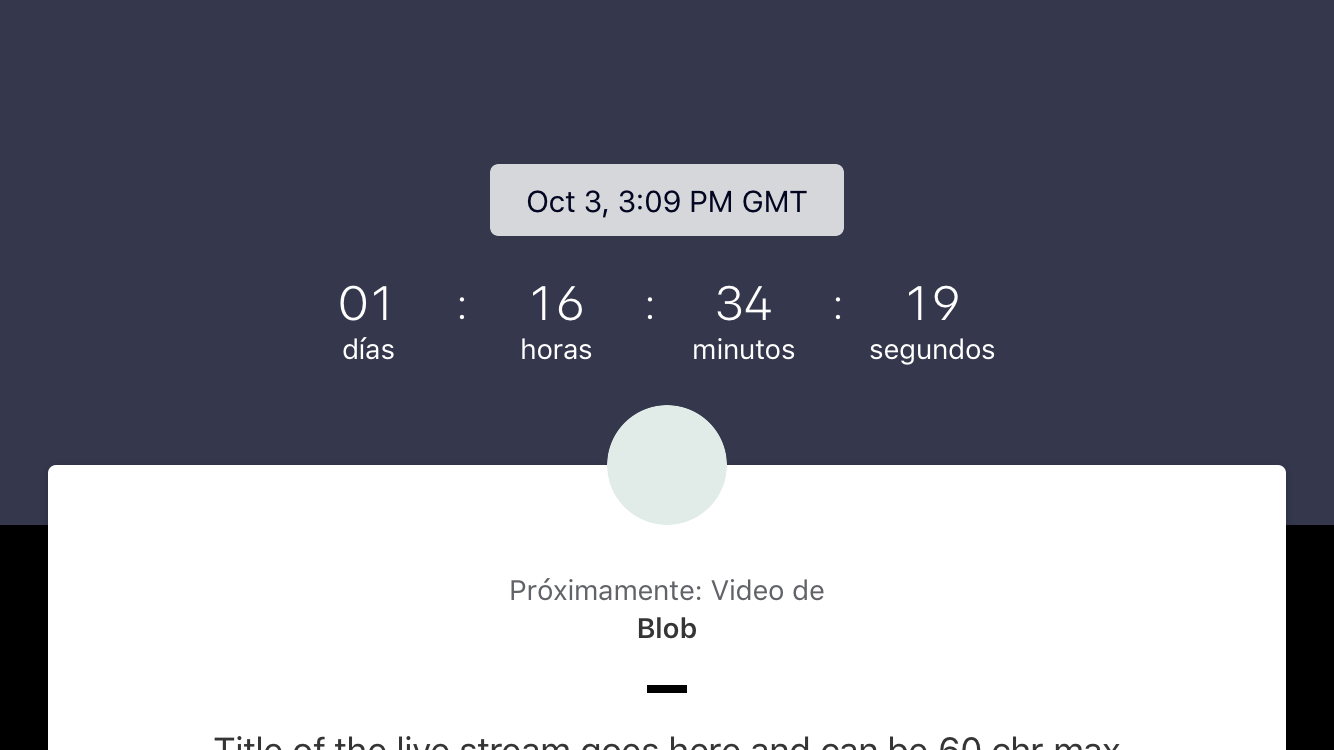 Oct 3, 3:09 PM GMT
01 : 16 : 34 : 19
días horas minutos segundos
Próximamente: Video de
Blob
Title of the live stream goes here and can be 60 chr max